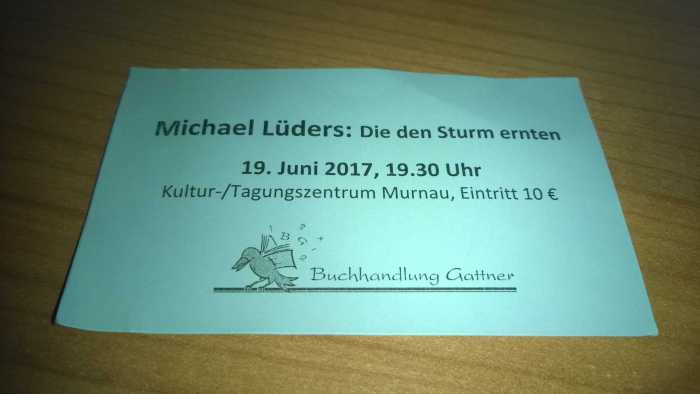 Michael Lüders: Die den Sturm ernten
19. Juni 2017, 19.30 Uhr
Kultur-/Tagungszentrum Murnau, Eintritt 10 €
B G
Buchhandlung Gattner